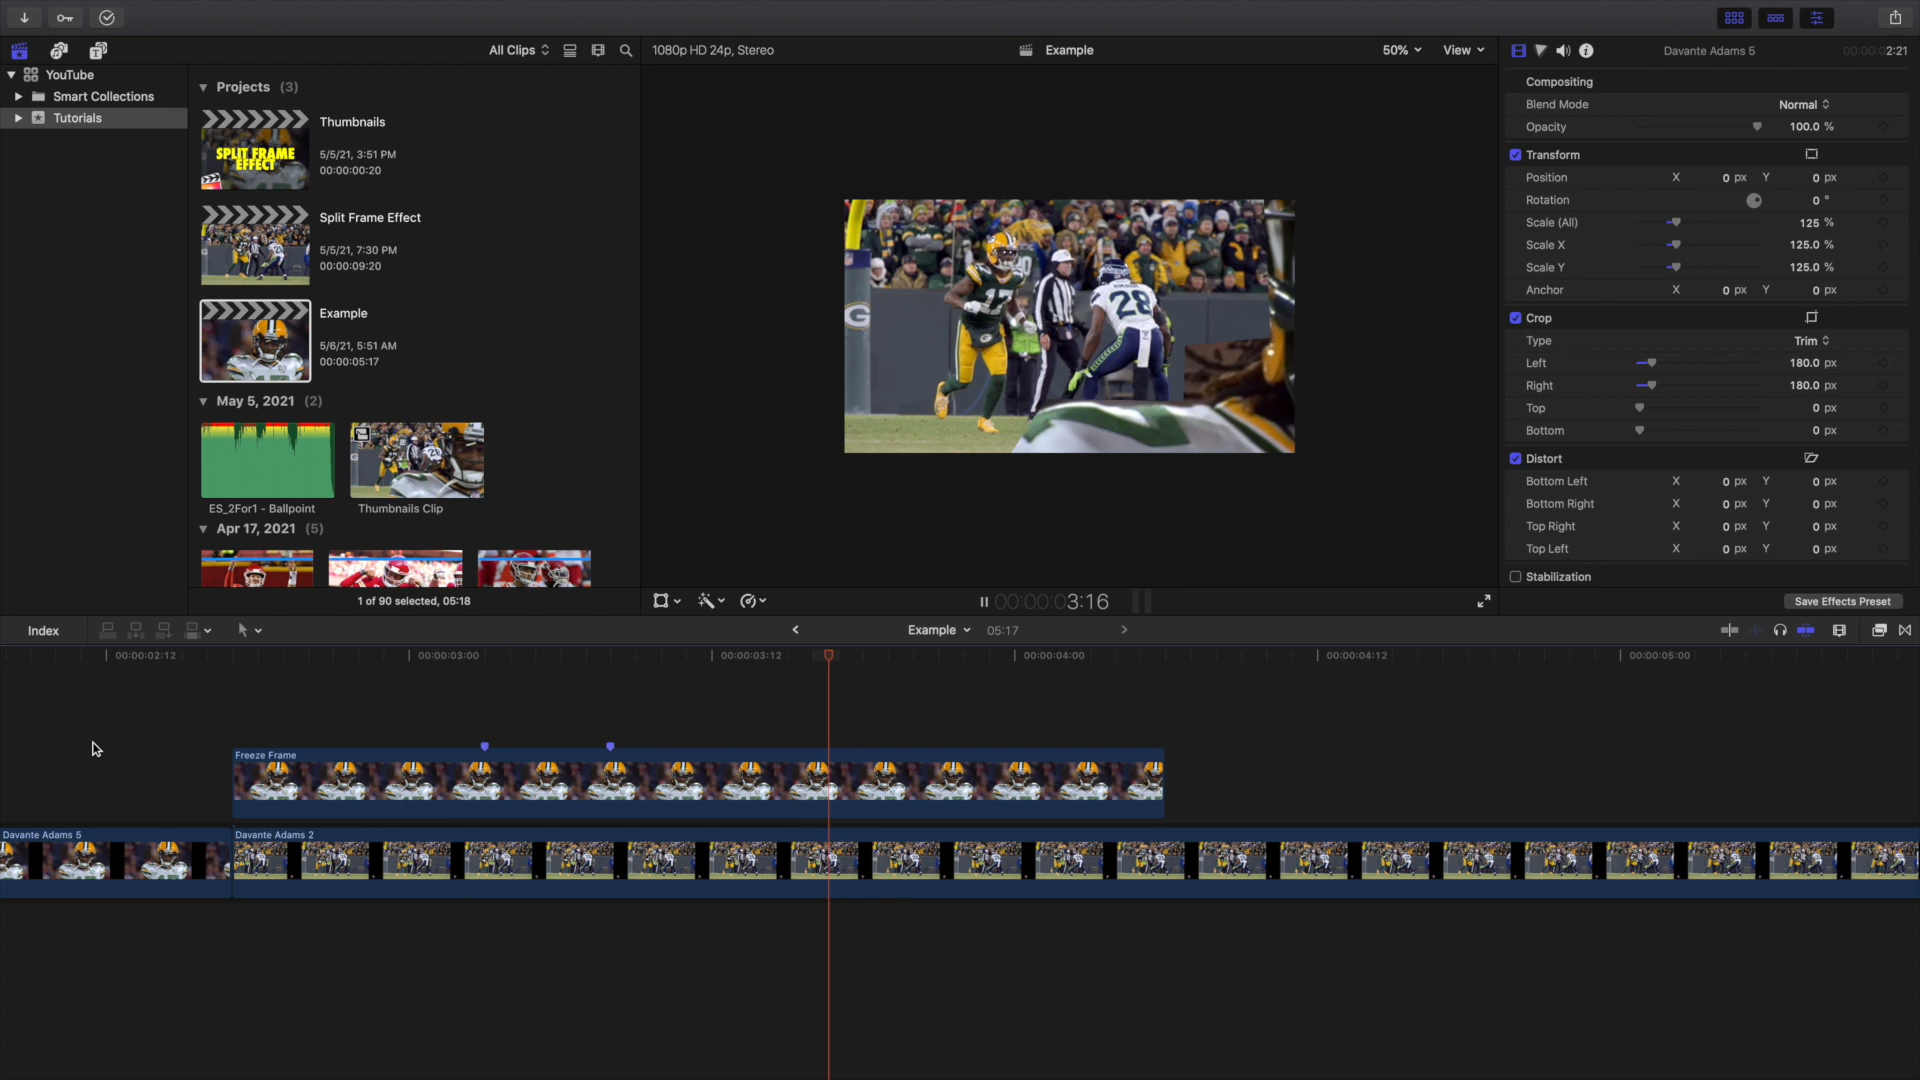 All Clips
1080p HD 24p, Stereo
Example
50%
View
Davante Adams 5
00:00:02:21
YouTube
Smart Collections
Tutorials
Projects (3)
SPLIT FRAME
EFFECT
Thumbnails
5/5/21, 3:51 PM
00:00:00:20
Split Frame Effect
5/5/21, 7:30 PM
00:00:09:20
Example
5/6/21, 5:51 AM
00:00:05:17
May 5, 2021 (2)
ES_2For1 - Ballpoint
Thumbnails Clip
Apr 17, 2021 (5)
1 of 90 selected, 05:18
17
28
G
00:00:03:16
Compositing
Blend Mode Normal
Opacity 100.0 %
Transform
Position X 0 px Y 0 px
Rotation 0 °
Scale (All) 125 %
Scale X 125.0 %
Scale Y 125.0 %
Anchor X 0 px Y 0 px
Crop
Type Trim
Left 180.0 px
Right 180.0 px
Top 0 px
Bottom 0 px
Distort
Bottom Left X 0 px Y 0 px
Bottom Right X 0 px Y 0 px
Top Right X 0 px Y 0 px
Top Left X 0 px Y 0 px
Stabilization
Save Effects Preset
Index
Example 05:17
00:00:02:12
00:00:03:00
00:00:03:12
00:00:04:00
00:00:04:12
00:00:05:00
Freeze Frame
Davante Adams 5
Davante Adams 2